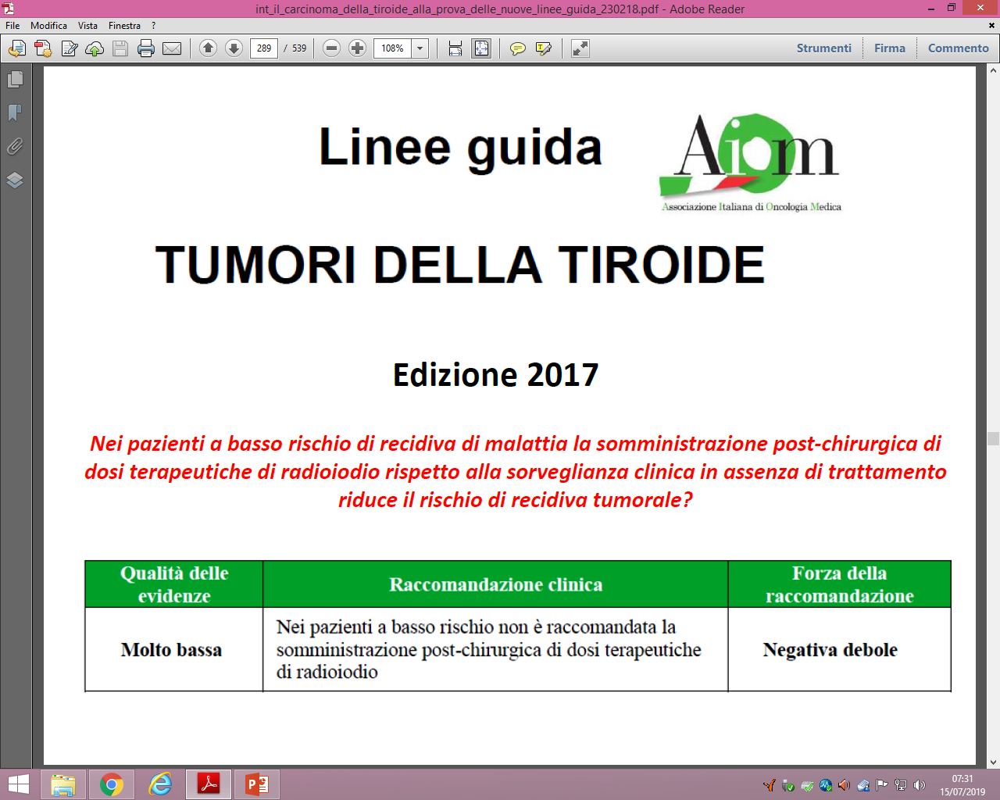 int_il_carcinoma_della_tiroide_alla_prova_delle_nuove_linee_guida_230218.pdf - Adobe Reader
File Modifica Vista Finestra ?
289 / 539 108% Strumenti Firma Commento
Linee guida
Aiom
Associazione Italiana di Oncologia Medica
TUMORI DELLA TIROIDE
Edizione 2017
Nei pazienti a basso rischio di recidiva di malattia la somministrazione post-chirurgica di
dosi terapeutiche di radioiodio rispetto alla sorveglianza clinica in assenza di trattamento
riduce il rischio di recidiva tumorale?
Qualità delle
evidenze
Raccomandazione clinica
Forza della
raccomandazione
Molto bassa
Nei pazienti a basso rischio non è raccomandata la
somministrazione post-chirurgica di dosi terapeutiche
di radioiodio
Negativa debole
07:31
15/07/2019